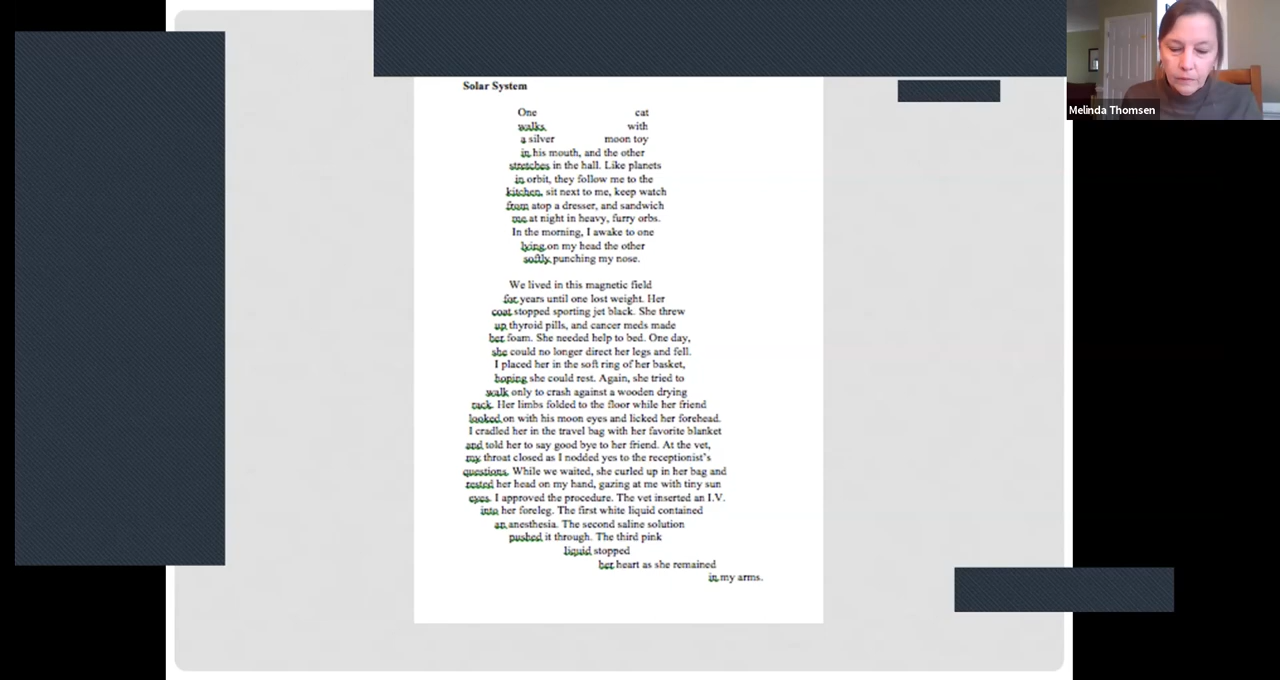 Melinda Thomsen
Solar System
One cat
walks with
a silver moon toy
in his mouth, and the other
stretches in the hall. Like planets
in orbit, they follow me to the
kitchen, sit next to me, keep watch
from atop a dresser, and sandwich
me at night in heavy, furry orbs.
In the morning, I awake to one
lying on my head the other
softly punching my nose.
We lived in this magnetic field
for years until one lost weight. Her
coat stopped sporting jet black. She threw
up thyroid pills, and cancer meds made
her foam. She needed help to bed. One day,
she could no longer direct her legs and fell.
I placed her in the soft ring of her basket,
hoping she could rest. Again, she tried to
walk only to crash against a wooden drying
rack. Her limbs folded to the floor while her friend
looked on with his moon eyes and licked her forehead.
I cradled her in the travel bag with her favorite blanket
and told her to say good bye to her friend. At the vet,
my throat closed as I nodded yes to the receptionist's
questions. While we waited, she curled up in her bag and
rested her head on my hand, gazing at me with tiny sun
eyes. I approved the procedure. The vet inserted an I.V.
into her foreleg. The first white liquid contained
an anesthesia. The second saline solution
pushed it through. The third pink
liquid stopped
her heart as she remained
in my arms.